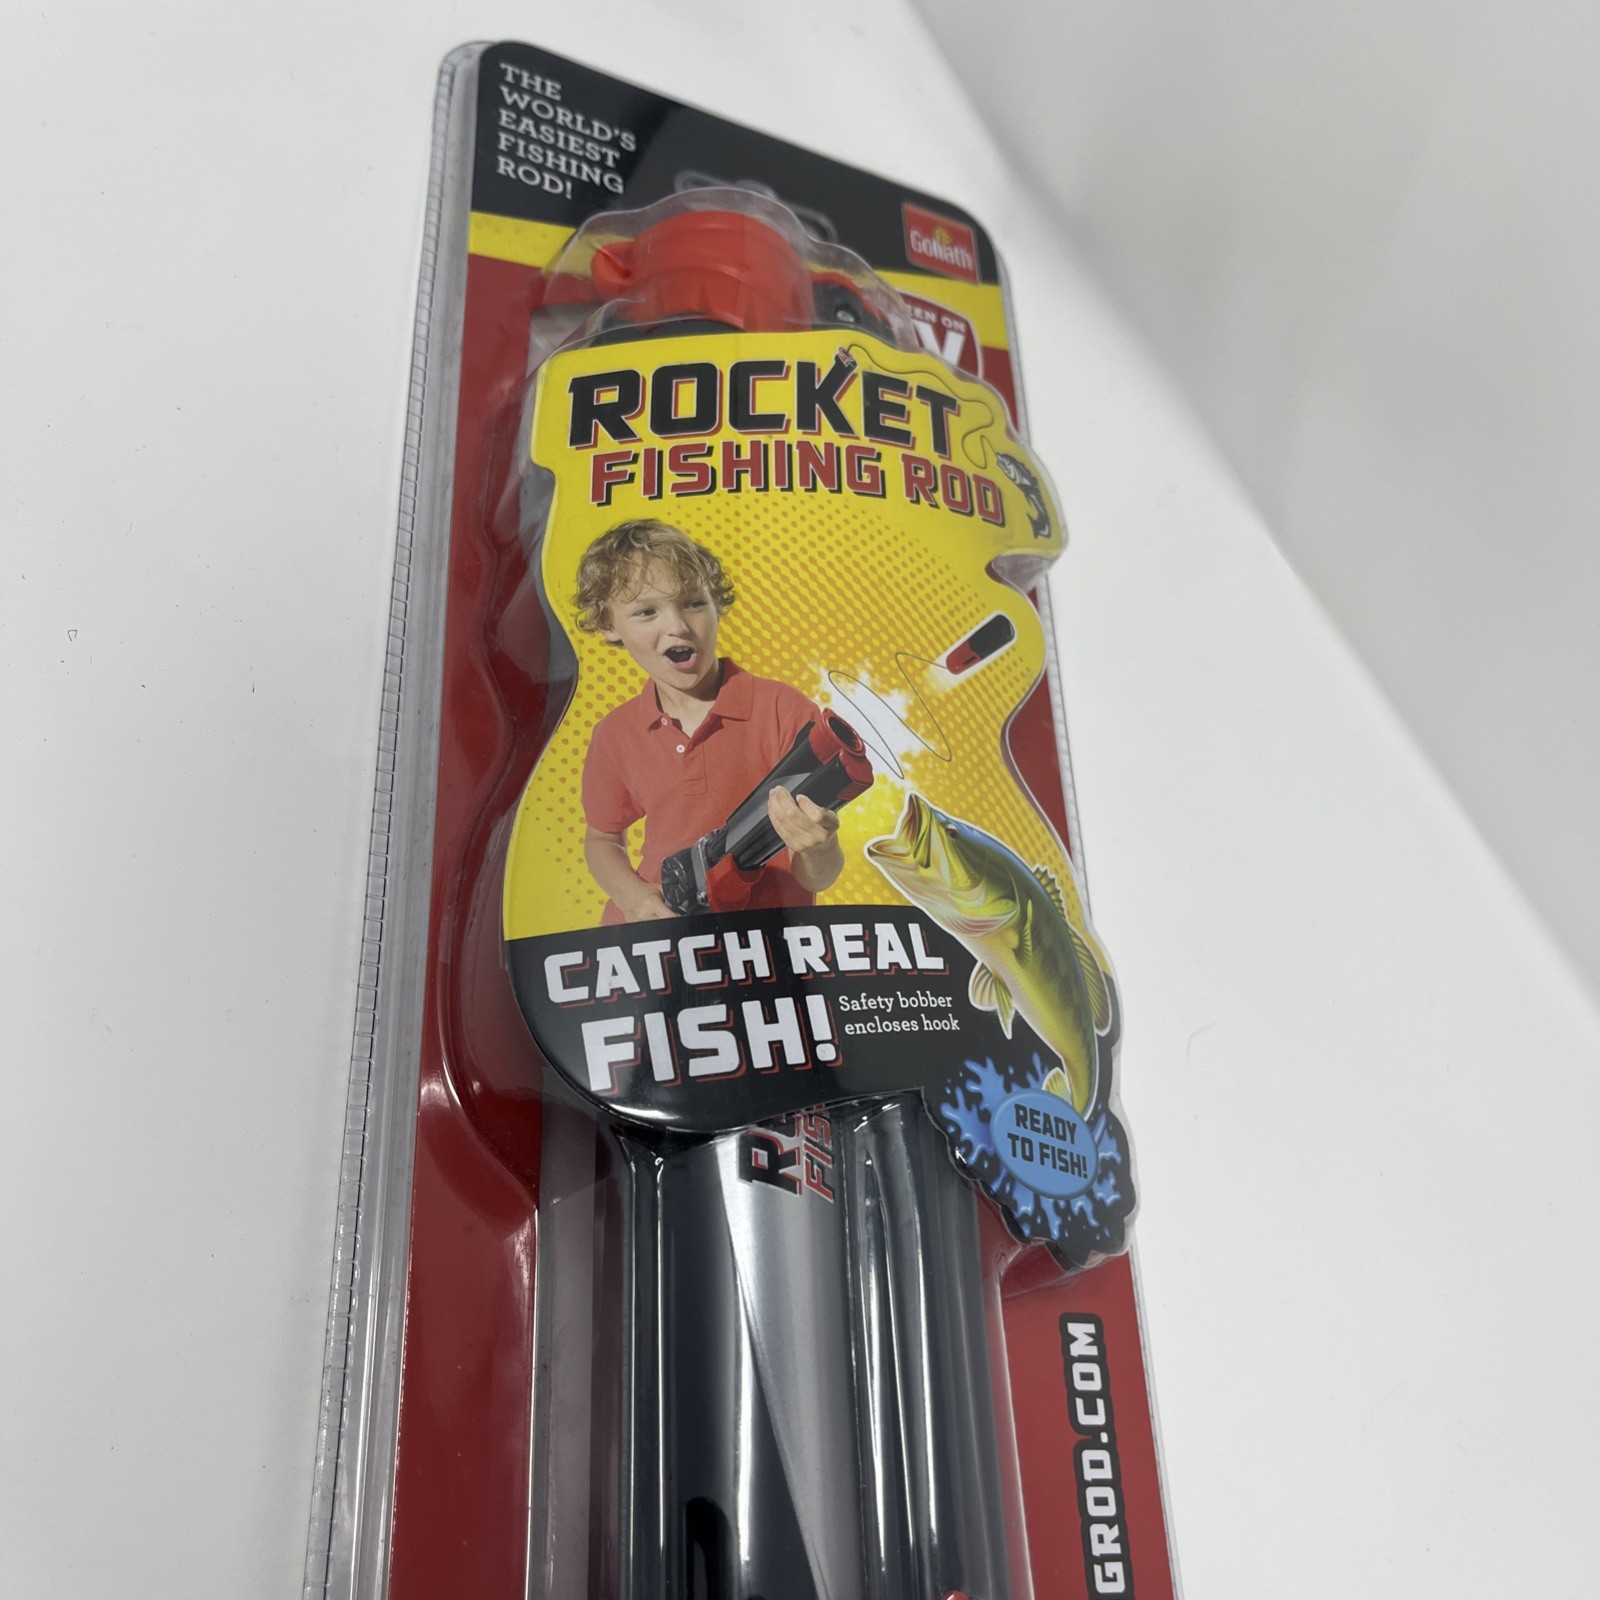 THE
WORLD'S
EASIEST
FISHING
ROD!
Goliath
ON
ROCKET
FISHING ROD
CATCH REAL
FISH!
Safety bobber
encloses hook
READY
TO FISH!
GROD.COM